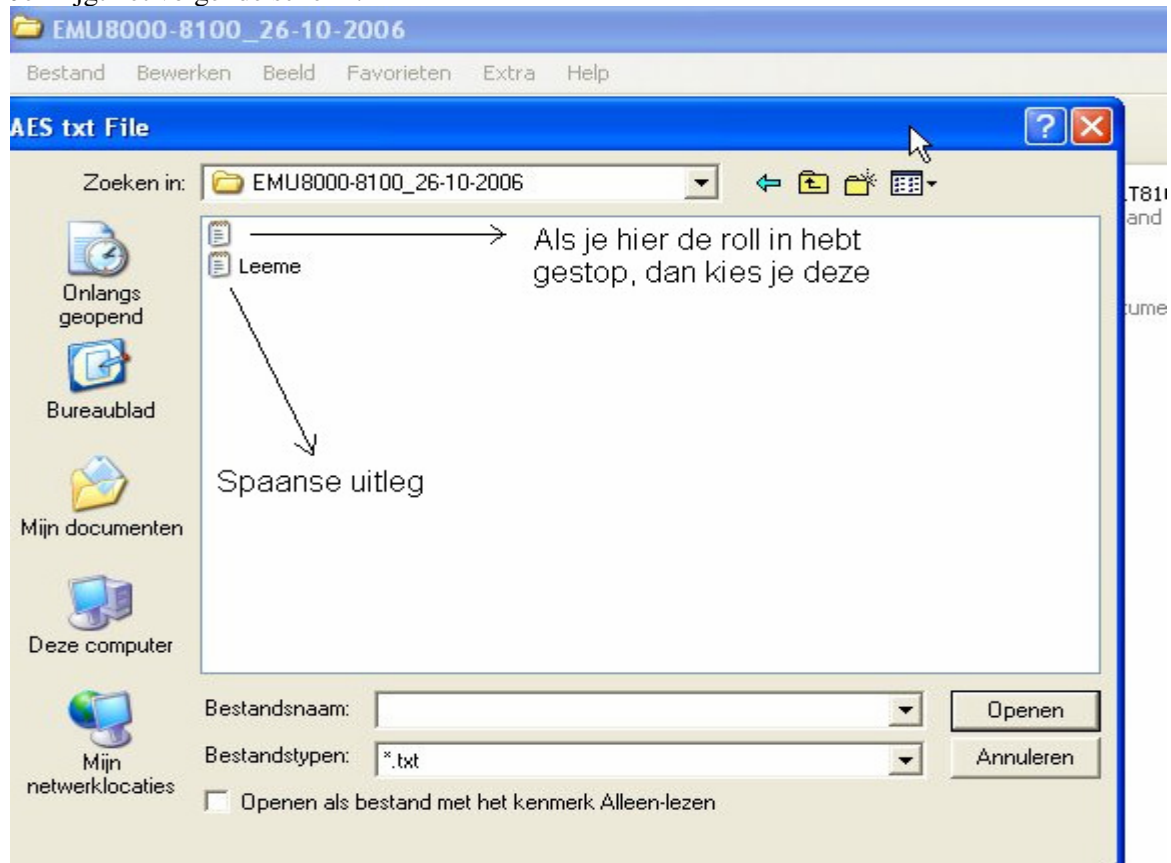 EMU8000-8100_26-10-2006
Bestand Bewerken Beeld Favorieten Extra Help
AES txt File
Zoeken in: EMU8000-8100_26-10-2006
Als je hier de roll in hebt
gestop, dan kies je deze
Leeme
Spaanse uitleg
Onlangs
geopend
Bureaublad
Mijn documenten
Deze computer
Mijn
netwerklocaties
Bestandsnaam:
Openen
Bestandstypen: *.txt
Annuleren
Openen als bestand met het kenmerk Alleen-lezen